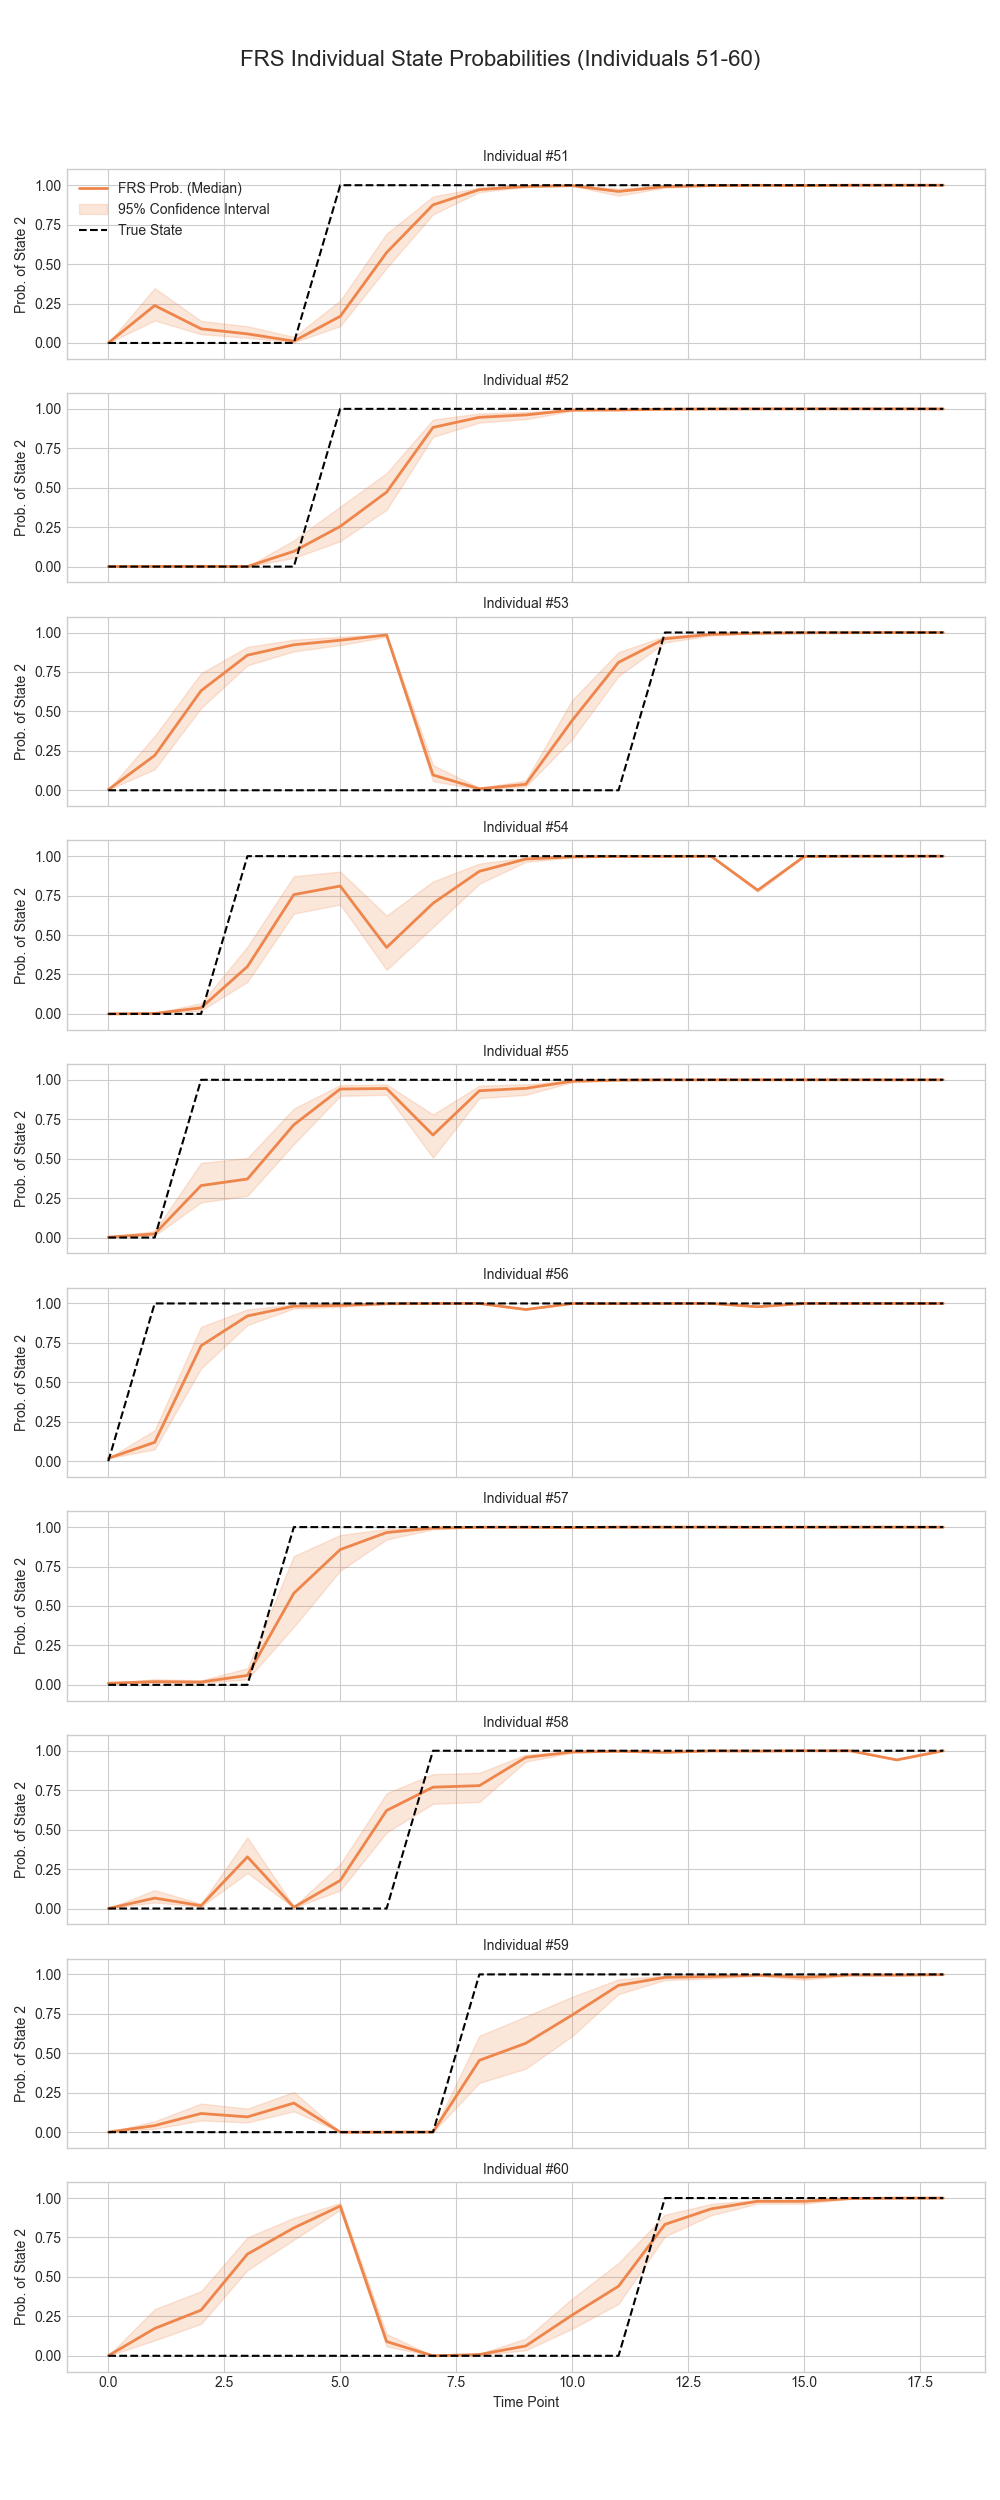 FRS Individual State Probabilities (Individuals 51-60)
Individual #51
1.00
0.75
0.50
0.25
0.00
Prob. of State 2
FRS Prob. (Median)
95% Confidence Interval
True State
Individual #52
1.00
0.75
0.50
0.25
0.00
Prob. of State 2
Individual #53
1.00
0.75
0.50
0.25
0.00
Prob. of State 2
Individual #54
1.00
0.75
0.50
0.25
0.00
Prob. of State 2
Individual #55
1.00
0.75
0.50
0.25
0.00
Prob. of State 2
Individual #56
1.00
0.75
0.50
0.25
0.00
Prob. of State 2
Individual #57
1.00
0.75
0.50
0.25
0.00
Prob. of State 2
Individual #58
1.00
0.75
0.50
0.25
0.00
Prob. of State 2
Individual #59
1.00
0.75
0.50
0.25
0.00
Prob. of State 2
Individual #60
1.00
0.75
0.50
0.25
0.00
Prob. of State 2
0.0 2.5 5.0 7.5 10.0 12.5 15.0 17.5
Time Point